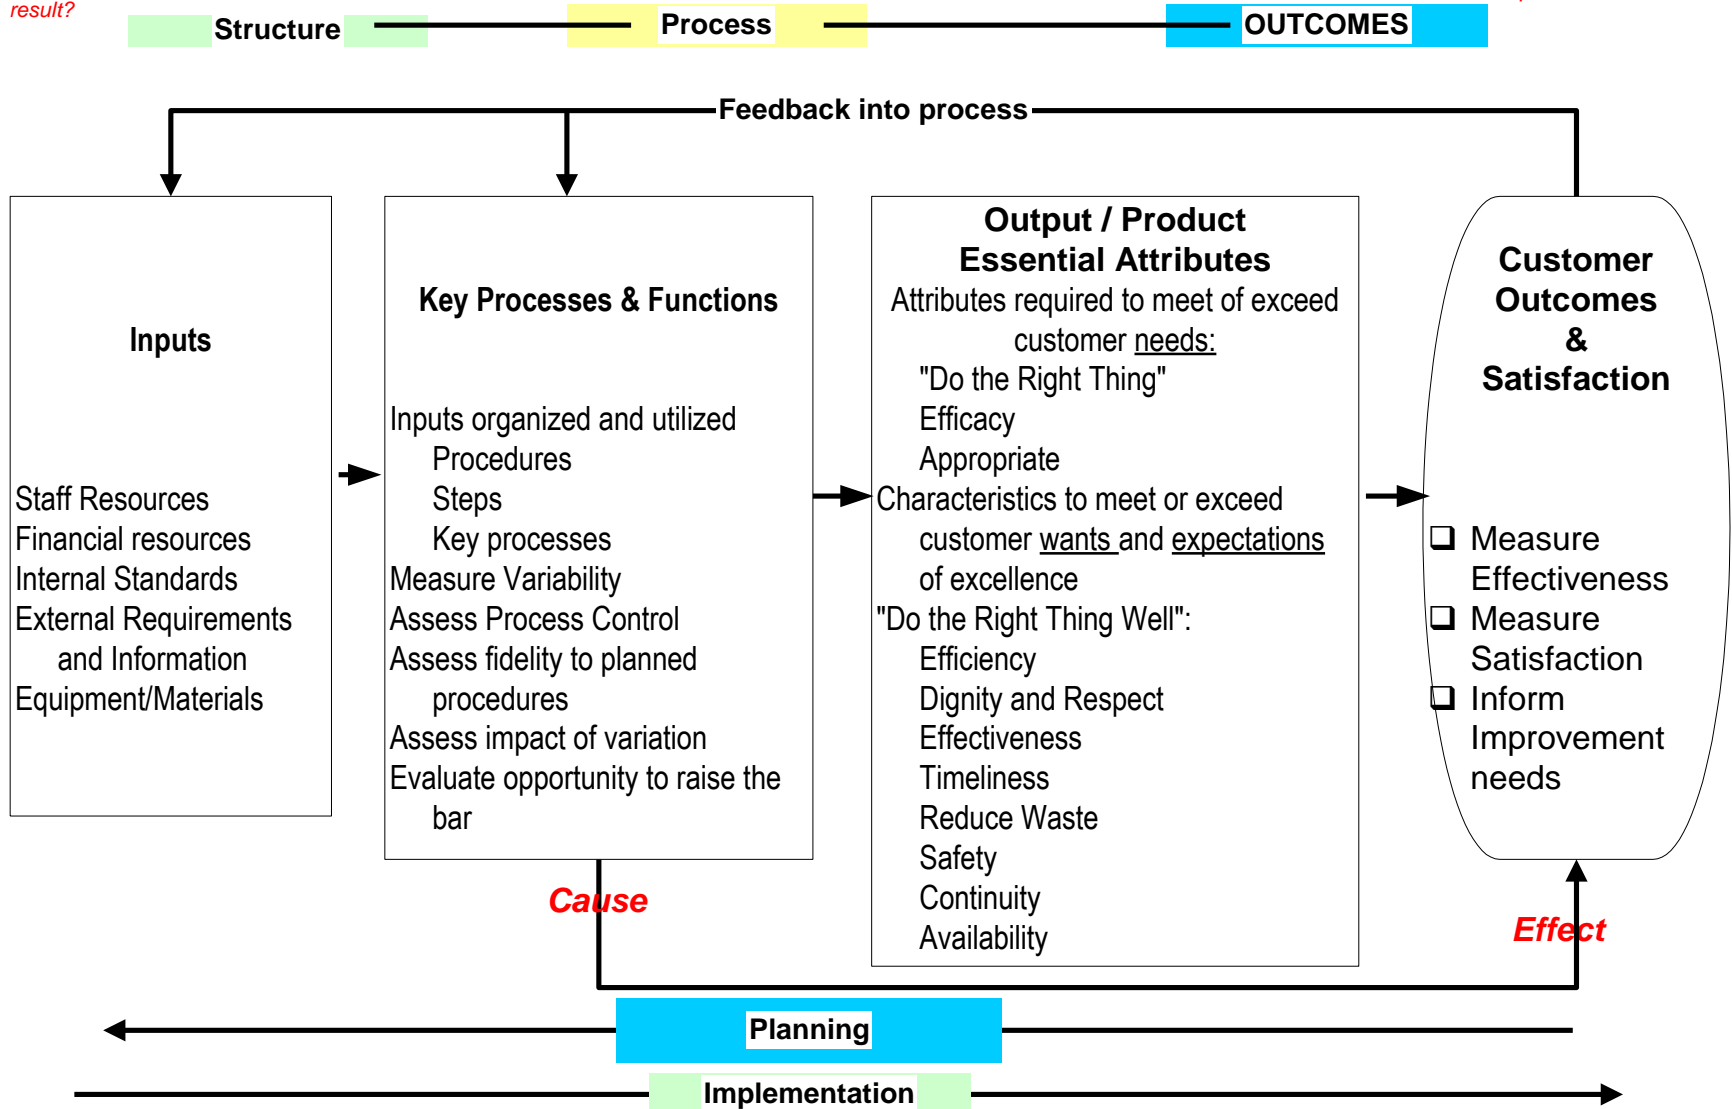 result?
Structure
Process
OUTCOMES
Feedback into process
Inputs
Staff Resources
Financial resources
Internal Standards
External Requirements
and Information
Equipment/Materials
Key Processes & Functions
Inputs organized and utilized
Procedures
Steps
Key processes
Measure Variability
Assess Process Control
Assess fidelity to planned
procedures
Assess impact of variation
Evaluate opportunity to raise the
bar
Output / Product
Essential Attributes
Attributes required to meet of exceed
customer needs:
"Do the Right Thing"
Efficacy
Appropriate
Characteristics to meet or exceed
customer wants and expectations
of excellence
"Do the Right Thing Well":
Efficiency
Dignity and Respect
Effectiveness
Timeliness
Reduce Waste
Safety
Continuity
Availability
Customer
Outcomes
&
Satisfaction
Measure
Effectiveness
Measure
Satisfaction
Inform
Improvement
needs
Cause
Effect
Planning
Implementation